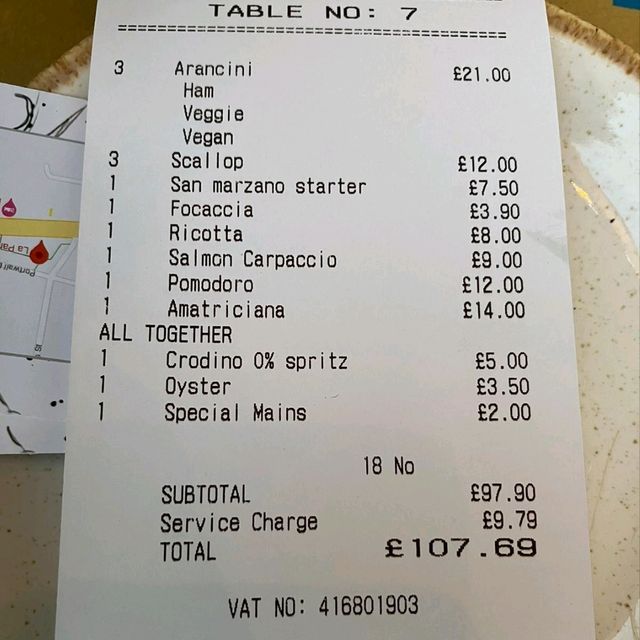 TABLE NO: 7
==========================================
3 Arancini £21.00
Ham
Veggie
Vegan
3 Scallop £12.00
1 San marzano starter £7.50
1 Focaccia £3.90
1 Ricotta £8.00
1 Salmon Carpaccio £9.00
1 Pomodoro £12.00
1 Amatriciana £14.00
ALL TOGETHER
1 Crodino 0% spritz £5.00
1 Oyster £3.50
1 Special Mains £2.00
18 No
SUBTOTAL £97.90
Service Charge £9.79
TOTAL £107.69
VAT NO: 416801903
La
Portwall